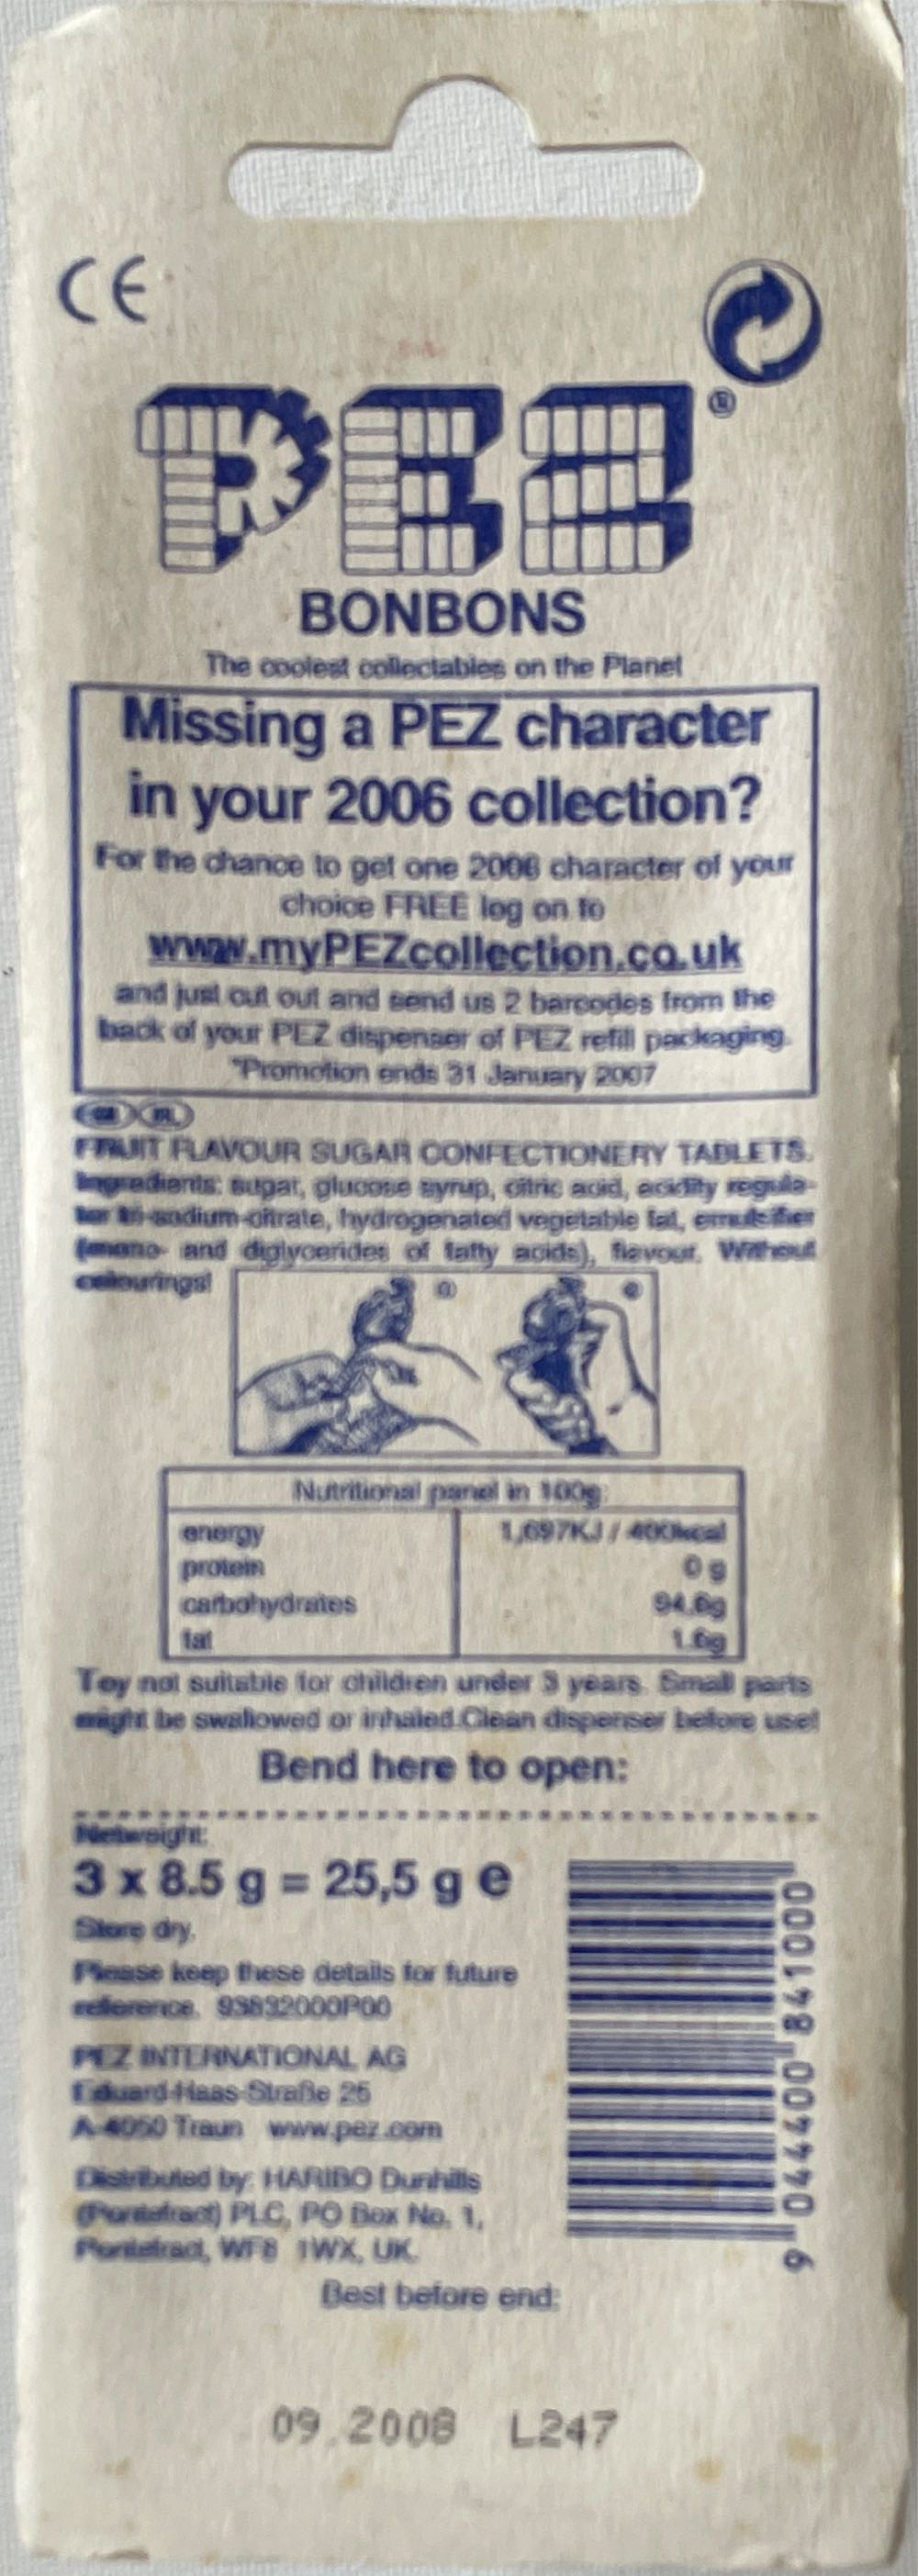 CE
PEZ®
BONBONS
The coolest collectables on the Planet
Missing a PEZ character
in your 2006 collection?
For the chance to get one 2006 character of your
choice FREE log on to
www.myPEZcollection.co.uk
and just cut out and send us 2 barcodes from the
back of your PEZ dispenser of PEZ refill packaging.
*Promotion ends 31 January 2007
FRUIT FLAVOUR SUGAR CONFECTIONERY TABLETS.
Ingredients: sugar, glucose syrup, citric acid, acidity regula-
tor tri-sodium-citrate, hydrogenated vegetable fat, emulsifier
(mono- and diglycerides of fatty acids), flavour. Without
colourings!
Nutritional panel in 100g:
energy 1,697KJ / 400kcal
protein 0 g
carbohydrates 94.6g
fat 1.6g
Toy not suitable for children under 3 years. Small parts
might be swallowed or inhaled.Clean dispenser before use!
Bend here to open:
Netweight:
3 x 8.5 g = 25,5 g e
Store dry.
Please keep these details for future
reference. 93832000P00
PEZ INTERNATIONAL AG
Eduard-Haas-Straße 25
A-4050 Traun www.pez.com
Distributed by: HARIBO Dunhills
(Pontefract) PLC, PO Box No. 1,
Pontefract, WF8 1WX, UK.
9 044400 841000
Best before end:
09.2008 L247